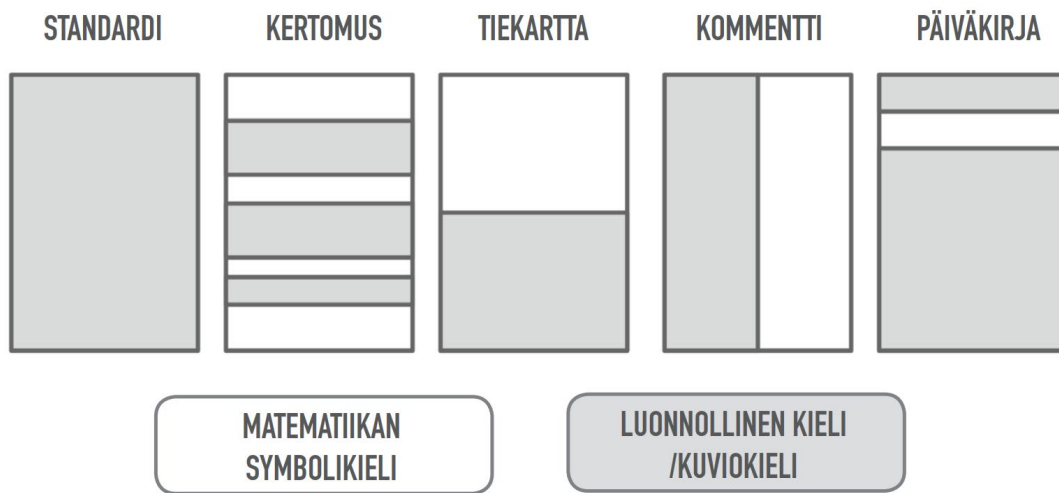 STANDARDI
KERTOMUS
TIEKARTTA
KOMMENTTI
PÄIVÄKIRJA
MATEMATIIKAN
SYMBOLIKIELI
LUONNOLLINEN KIELI
/KUVIOKIELI